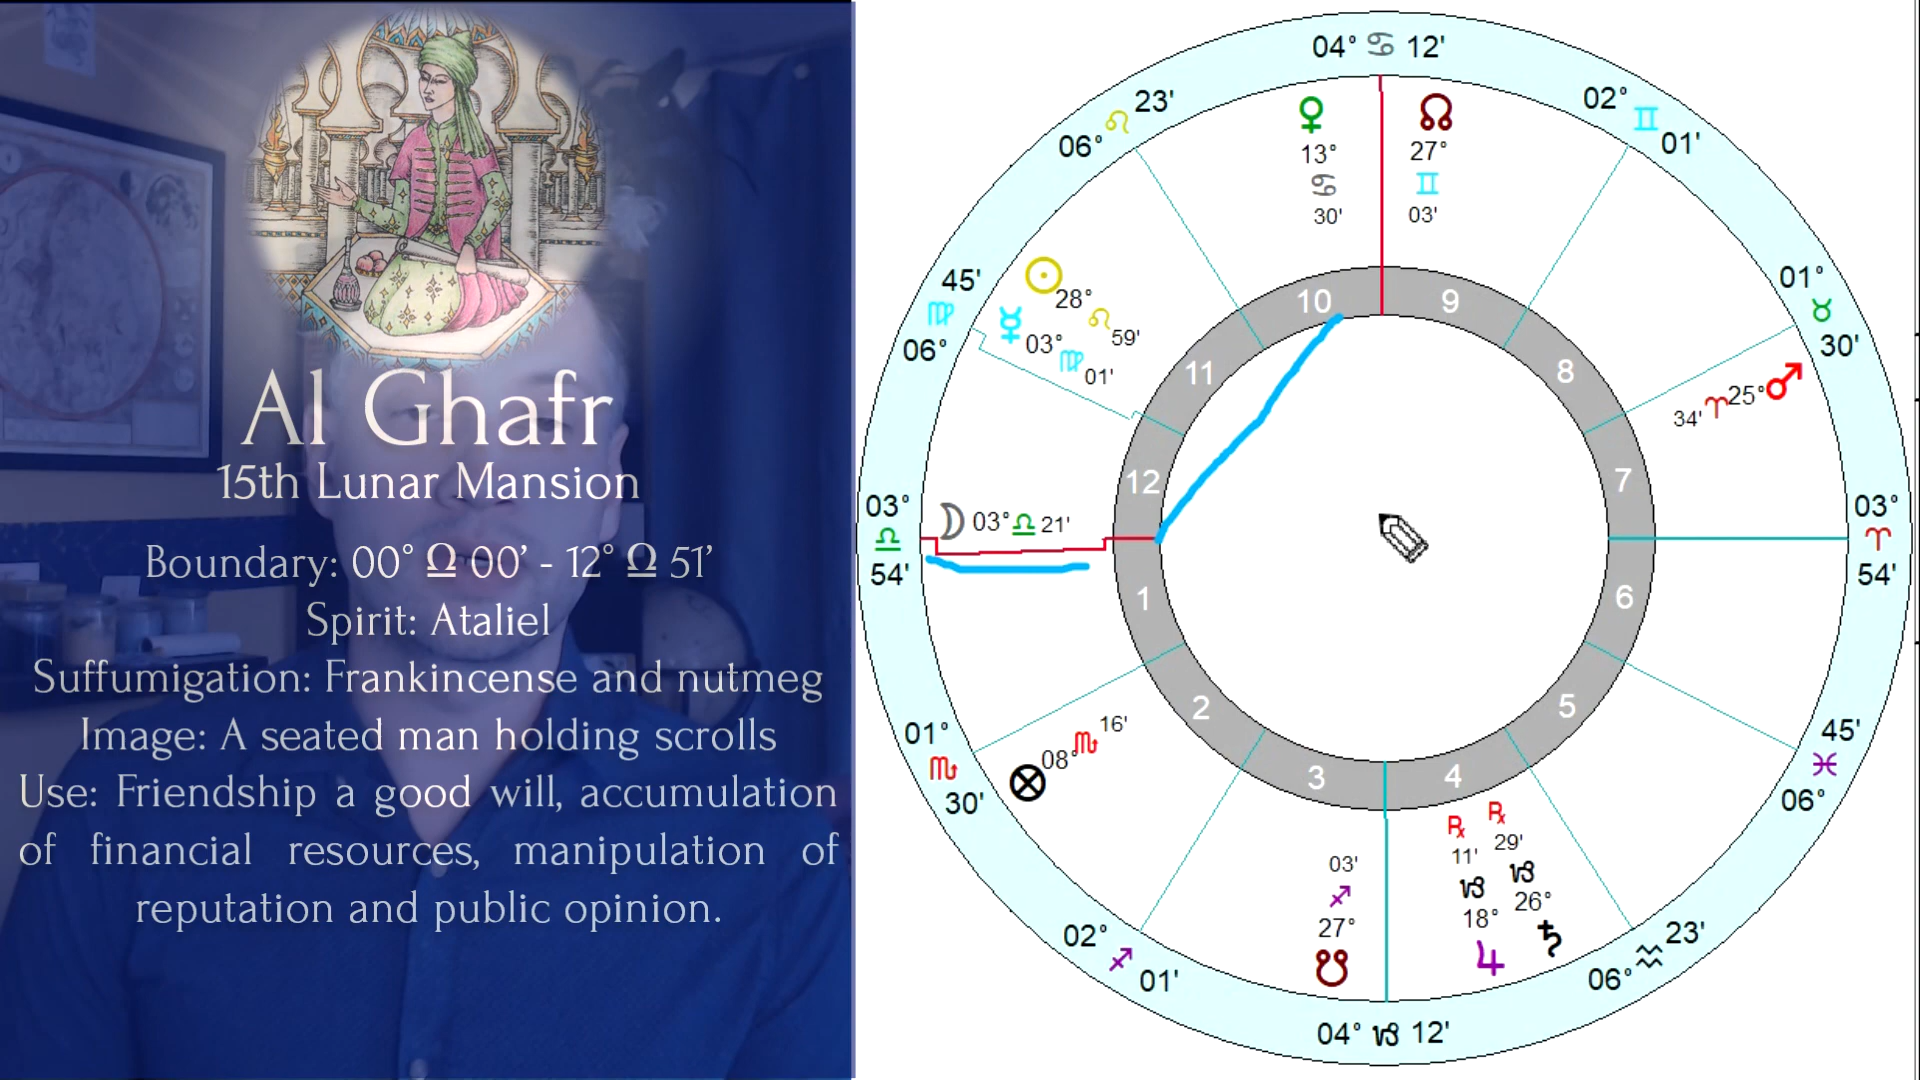 Al Ghafr
15th Lunar Mansion
Boundary: 00° Ω 00’ - 12° Ω 51’
Spirit: Ataliel
Suffumigation: Frankincense and nutmeg
Image: A seated man holding scrolls
Use: Friendship a good will, accumulation
of financial resources, manipulation of
reputation and public opinion.
04° ♋ 12'
02° ♊ 01'
01° ♉ 30'
03° ♈ 54'
45' ♓ 06°
06° ♒ 23'
04° ♑ 12'
02° ♐ 01'
01° ♏ 30'
03° ♎ 54'
45' ♍ 06°
06° ♌ 23'
♀ 13° ♋ 30'
☊ 27° ♊ 03'
☉ 28° ♌ 59'
☿ 03° ♍ 01'
☽ 03° ♎ 21'
34' ♈ 25° ♂
⊗ 08° ♏ 16'
03' ♐ 27° ☋
℞ 11' ♑ 18° ♃
℞ 29' ♑ 26° ♄
10
9
11
8
12
7
1
6
2
5
3
4